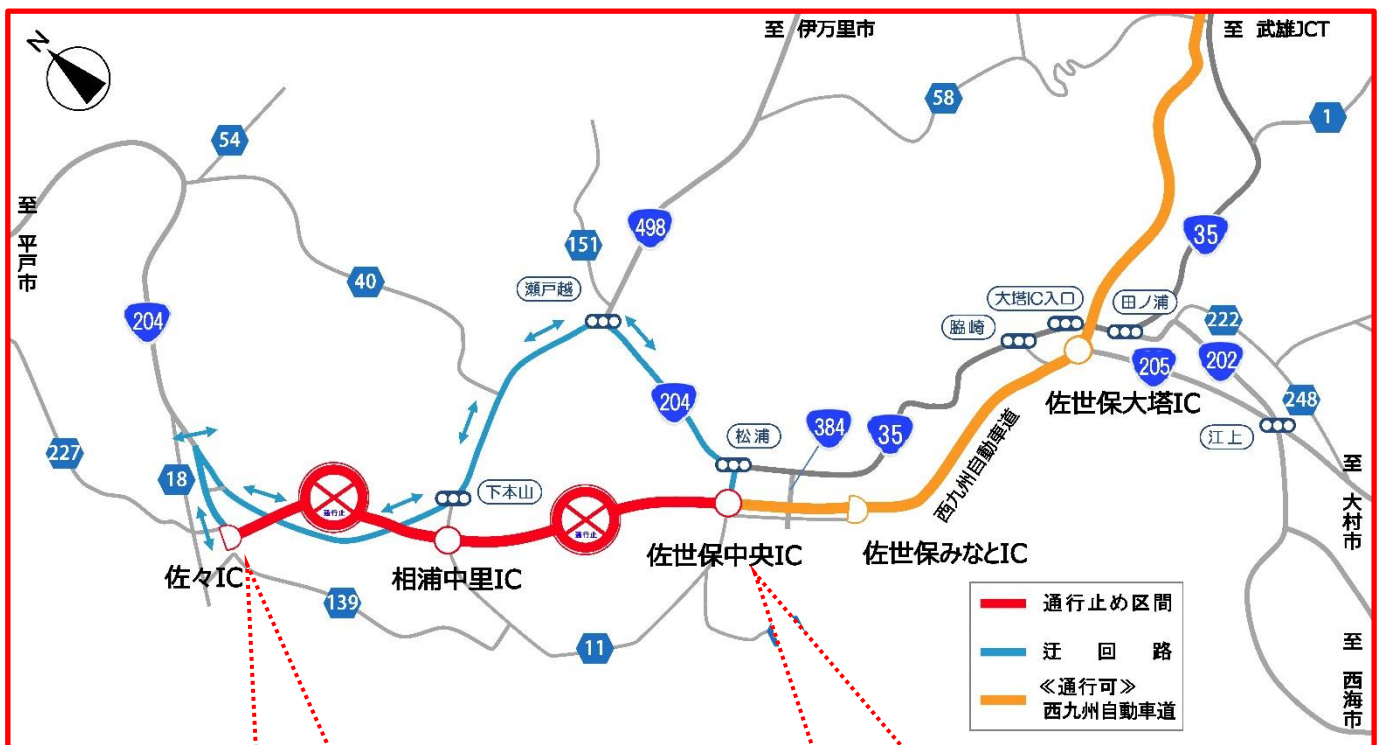 N
至 伊万里市
至 武雄JCT
58
1
54
至
平
戸
市
498
35
151
40
瀬戸越
大塔IC入口
田ノ浦
204
脇崎
222
202
205
佐世保大塔IC
248
204
384
江上
35
松浦
227
18
通行止
下本山
通行止
西九州自動車道
至
大
村
市
佐々IC
相浦中里IC
佐世保中央IC
佐世保みなとIC
139
11
通行止め区間
迂回路
≪通行可≫
西九州自動車道
至
西
海
市